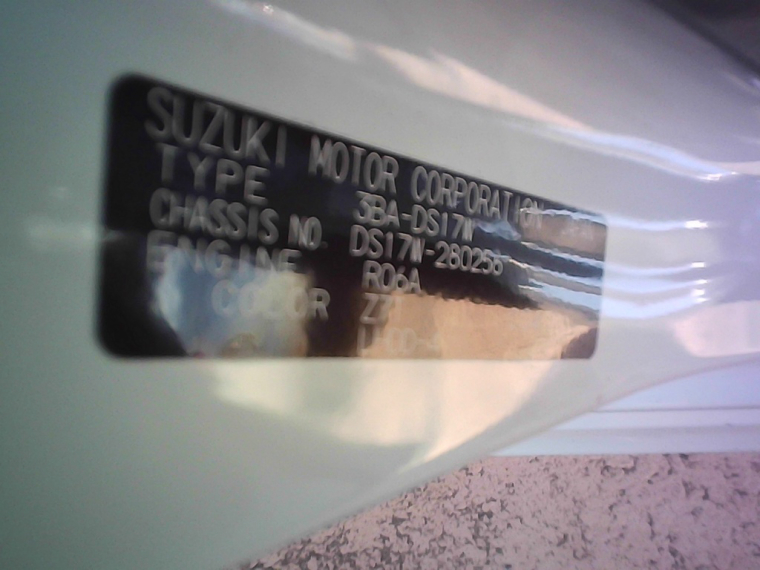 SUZUKI MOTOR CORPORATION
TYPE 3BA-DS17W
CHASSIS NO. DS17W-280256
ENGINE R06A
COLOR